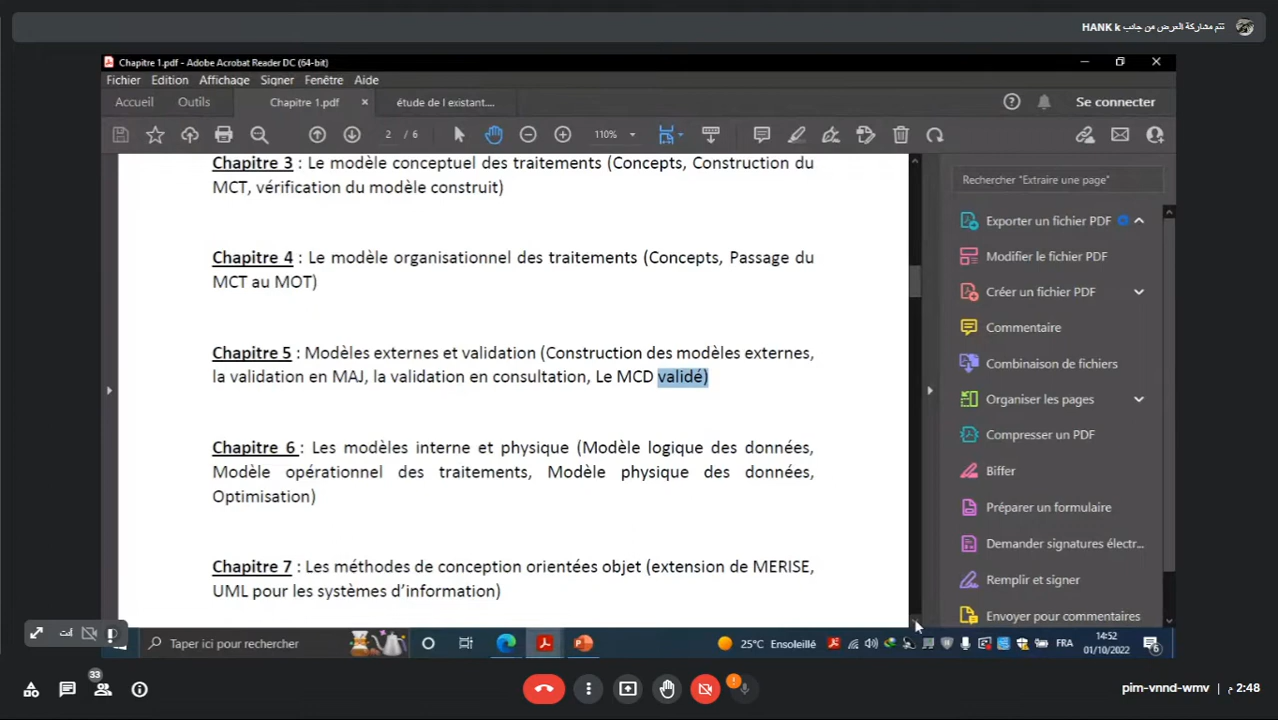 تتم مشاركة العرض من جانب HANK k
Chapitre 1.pdf - Adobe Acrobat Reader DC (64-bit)
Fichier Edition Affichage Signer Fenêtre Aide
Accueil Outils Chapitre 1.pdf × étude de l existant.... Se connecter
2 / 6 110%
Chapitre 3 : Le modèle conceptuel des traitements (Concepts, Construction du
MCT, vérification du modèle construit)
Chapitre 4 : Le modèle organisationnel des traitements (Concepts, Passage du
MCT au MOT)
Chapitre 5 : Modèles externes et validation (Construction des modèles externes,
la validation en MAJ, la validation en consultation, Le MCD validé)
Chapitre 6 : Les modèles interne et physique (Modèle logique des données,
Modèle opérationnel des traitements, Modèle physique des données,
Optimisation)
Chapitre 7 : Les méthodes de conception orientées objet (extension de MERISE,
UML pour les systèmes d'information)
Rechercher "Extraire une page"
Exporter un fichier PDF
Modifier le fichier PDF
Créer un fichier PDF
Commentaire
Combinaison de fichiers
Organiser les pages
Compresser un PDF
Biffer
Préparer un formulaire
Demander signatures électr...
Remplir et signer
Envoyer pour commentaires
أنت
Taper ici pour rechercher
25°C Ensoleillé
FRA
14:52
01/10/2022
6
33
pim-vnnd-wmv | 2:48 م